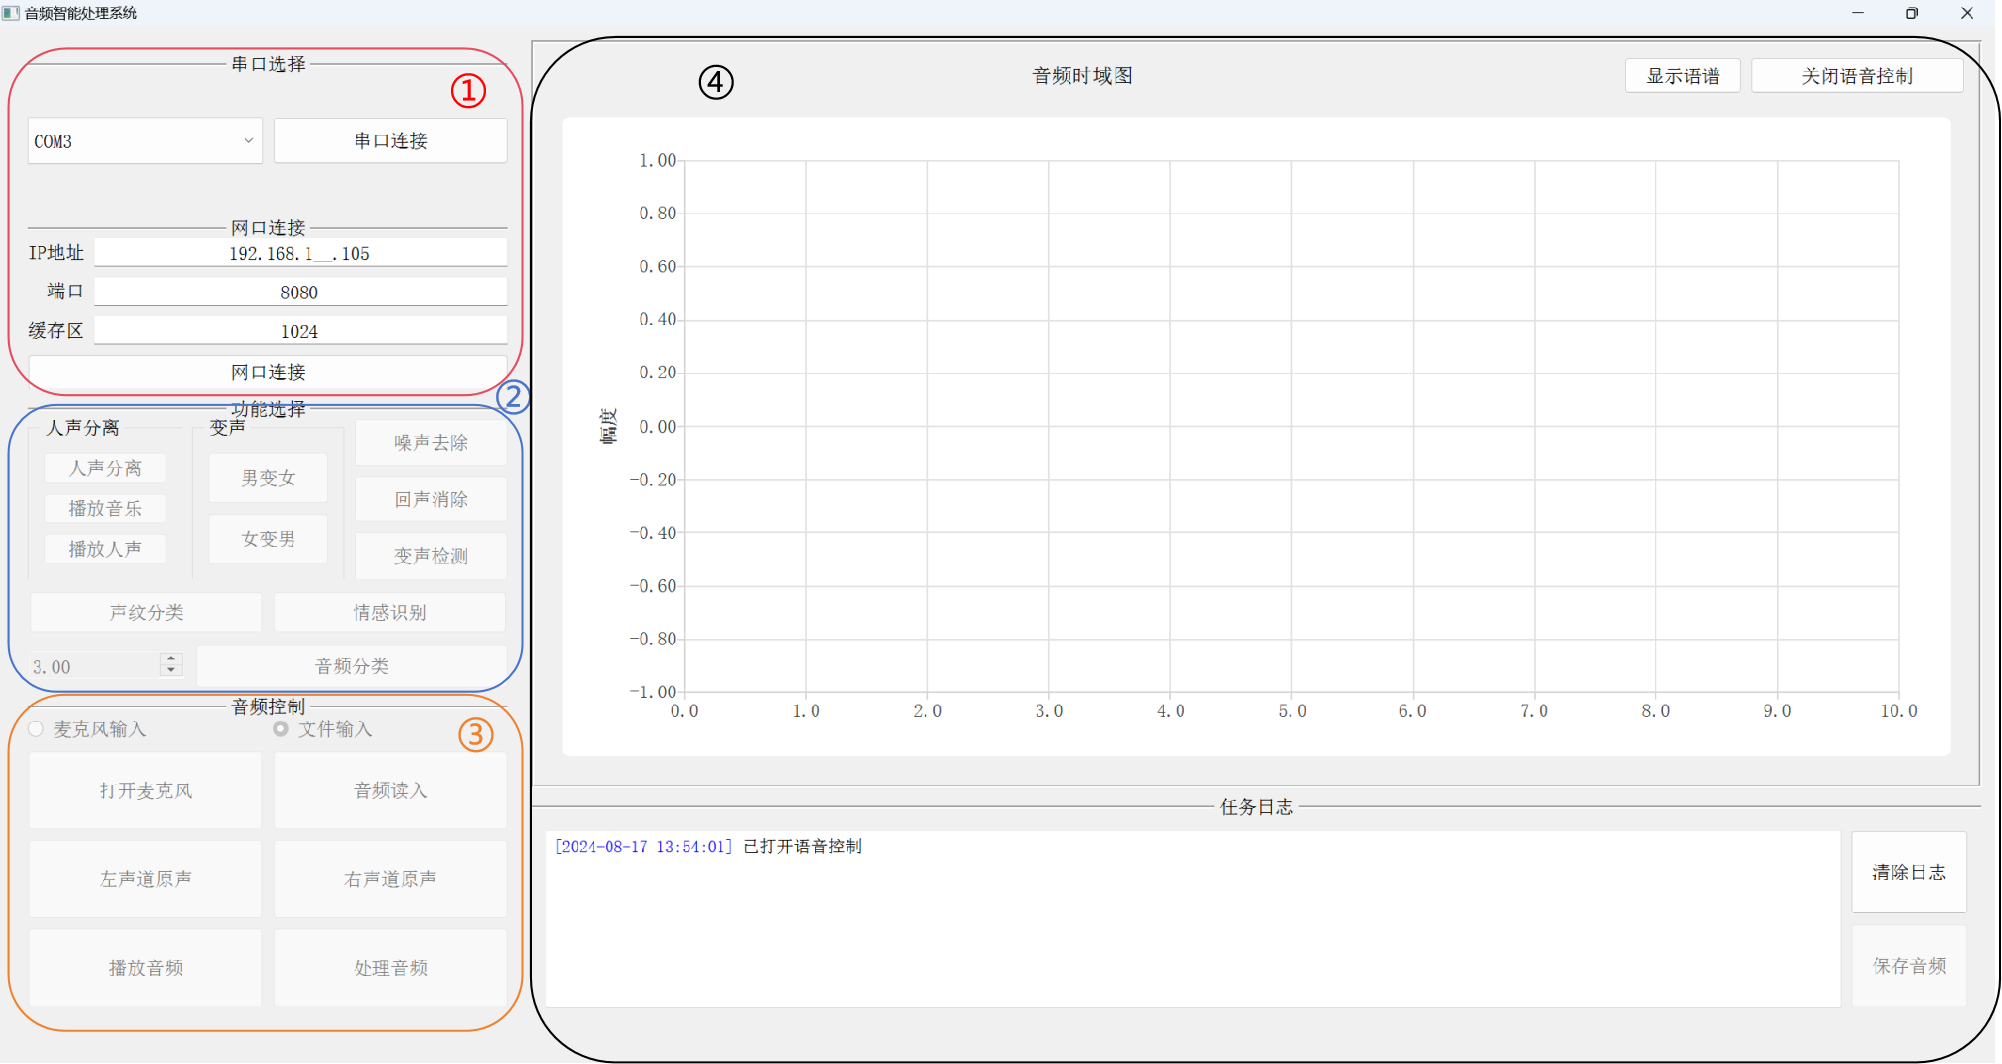 音频智能处理系统
串口选择
①
COM3
串口连接
网口连接
IP地址 192.168.1__.105
端口 8080
缓存区 1024
网口连接
②
功能选择
人声分离
人声分离
播放音乐
播放人声
变声
男变女
女变男
噪声去除
回声消除
变声检测
声纹分类
情感识别
3.00
音频分类
音频控制
③
麦克风输入
文件输入
打开麦克风
音频读入
左声道原声
右声道原声
播放音频
处理音频
④
音频时域图
显示语谱
关闭语音控制
幅度
1.00
0.80
0.60
0.40
0.20
0.00
-0.20
-0.40
-0.60
-0.80
-1.00
0.0 1.0 2.0 3.0 4.0 5.0 6.0 7.0 8.0 9.0 10.0
任务日志
[2024-08-17 13:54:01] 已打开语音控制
清除日志
保存音频